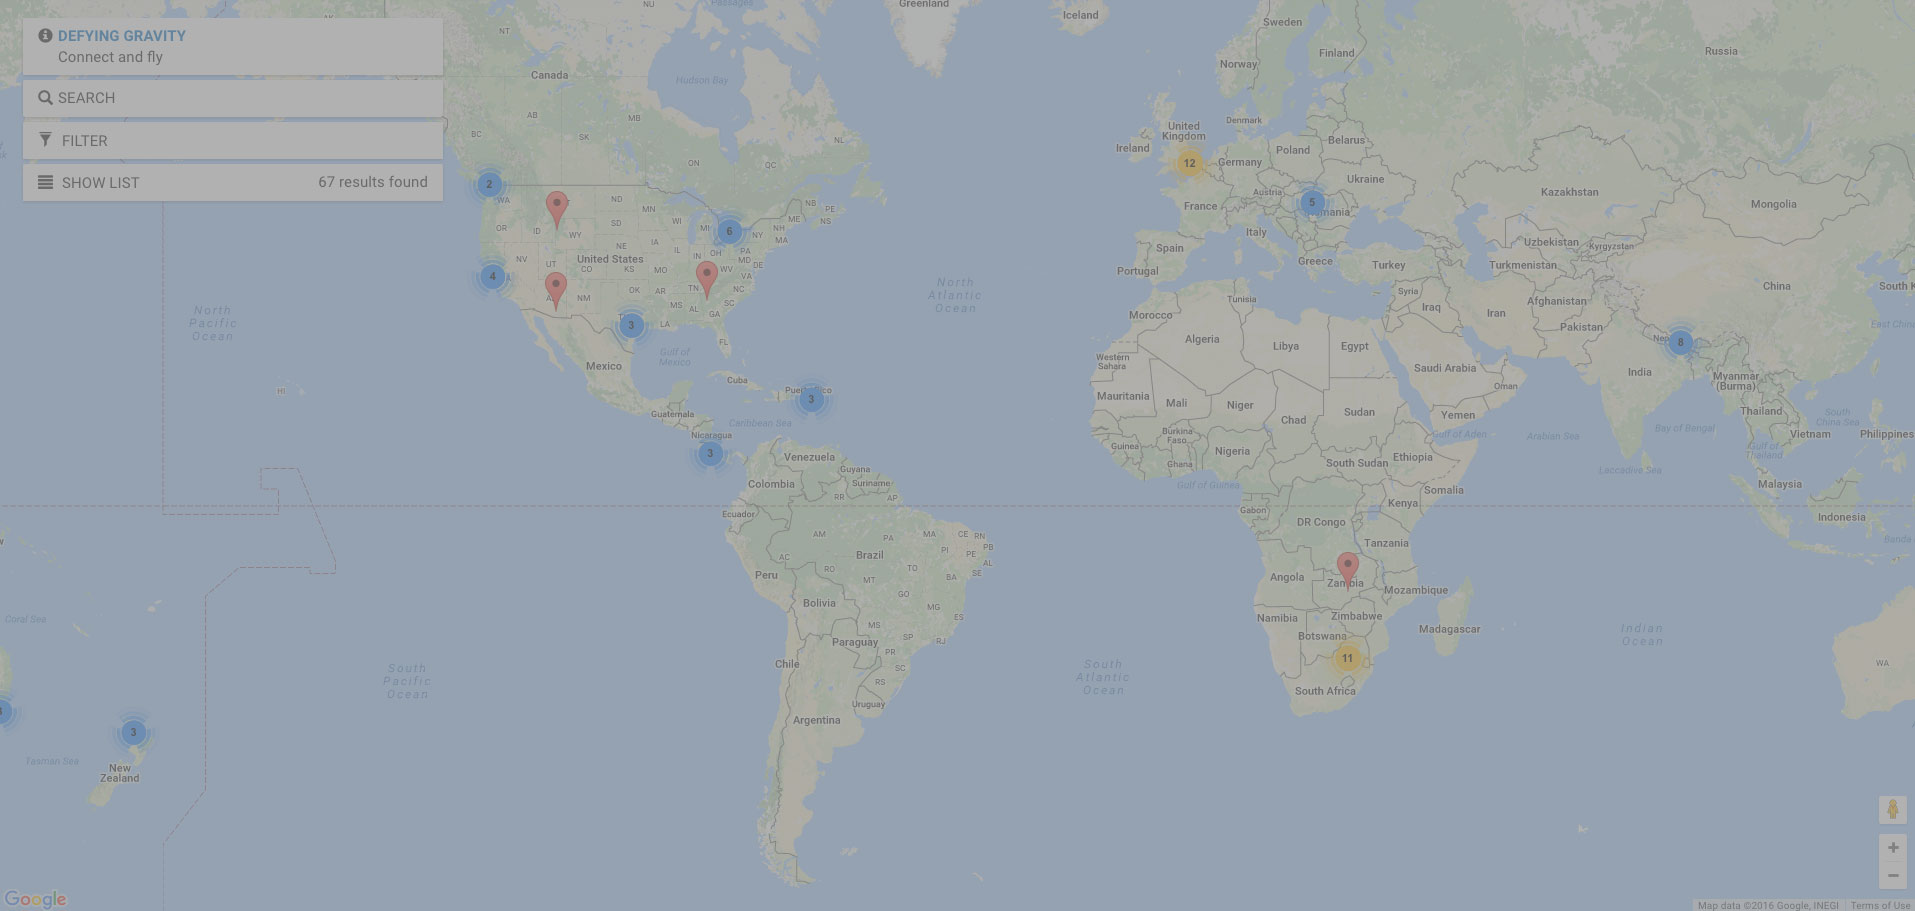 DEFYING GRAVITY
Connect and fly
SEARCH
FILTER
SHOW LIST 67 results found
Greenland
Iceland
Sweden
Finland
Norway
Russia
NU
NT
Canada
Hudson Bay
AB
BC
SK
MB
ON
QC
NL
Denmark
United
Kingdom
Ireland
Belarus
Poland
Germany
Ukraine
Austria
France
Kazakhstan
Mongolia
12
5
2
6
4
3
3
3
8
11
3
WA
ND
MN
SD
WI
OR
ID
WY
NE
IA
IL
IN
OH
NY
PA
MD
DE
NH
MA
ME
NB
PE
NS
NV
UT
CO
United States
KS
MO
WV
VA
NM
OK
AR
TN
NC
SC
MS
AL
GA
LA
FL
Italy
Spain
Portugal
Greece
Turkey
Uzbekistan
Kyrgyzstan
Turkmenistan
China
Syria
Iraq
Iran
Afghanistan
Pakistan
North
Pacific
Ocean
North
Atlantic
Ocean
Morocco
Tunisia
Algeria
Libya
Egypt
Western
Sahara
Saudi Arabia
Oman
India
Myanmar
(Burma)
Thailand
Vietnam
South
China Sea
Philippines
HI
Mexico
Gulf of
Mexico
Cuba
Puerto Rico
Guatemala
Caribbean Sea
Nicaragua
Mauritania
Mali
Niger
Chad
Sudan
Yemen
Gulf of Aden
Arabian Sea
Bay of Bengal
Gulf of
Thailand
Laccadive Sea
Burkina
Faso
Guinea
Ghana
Nigeria
Gulf of Guinea
South Sudan
Ethiopia
Somalia
Kenya
Malaysia
Indonesia
Venezuela
Guyana
Suriname
Colombia
RR
AP
Ecuador
AM
PA
MA
CE
RN
PB
PI
PE
AL
AC
RO
TO
SE
BA
Brazil
MT
GO
MG
ES
Peru
Bolivia
MS
SP
RJ
Paraguay
PR
SC
RS
Chile
Uruguay
Argentina
Gabon
DR Congo
Tanzania
Angola
Zambia
Mozambique
Namibia
Zimbabwe
Botswana
Madagascar
South Africa
Coral Sea
South
Pacific
Ocean
South
Atlantic
Ocean
Indian
Ocean
WA
Tasman Sea
New
Zealand
Google
Map data ©2016 Google, INEGI Terms of Use